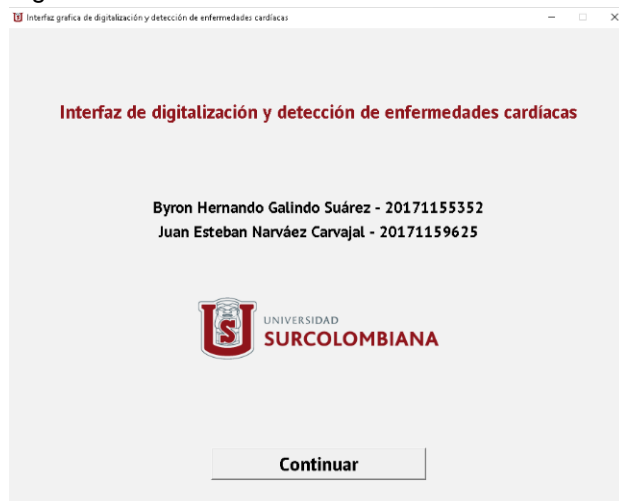 Interfaz grafica de digitalización y detección de enfermedades cardíacas
Interfaz de digitalización y detección de enfermedades cardíacas
Byron Hernando Galindo Suárez - 20171155352
Juan Esteban Narváez Carvajal - 20171159625
UNIVERSIDAD
SURCOLOMBIANA
Continuar